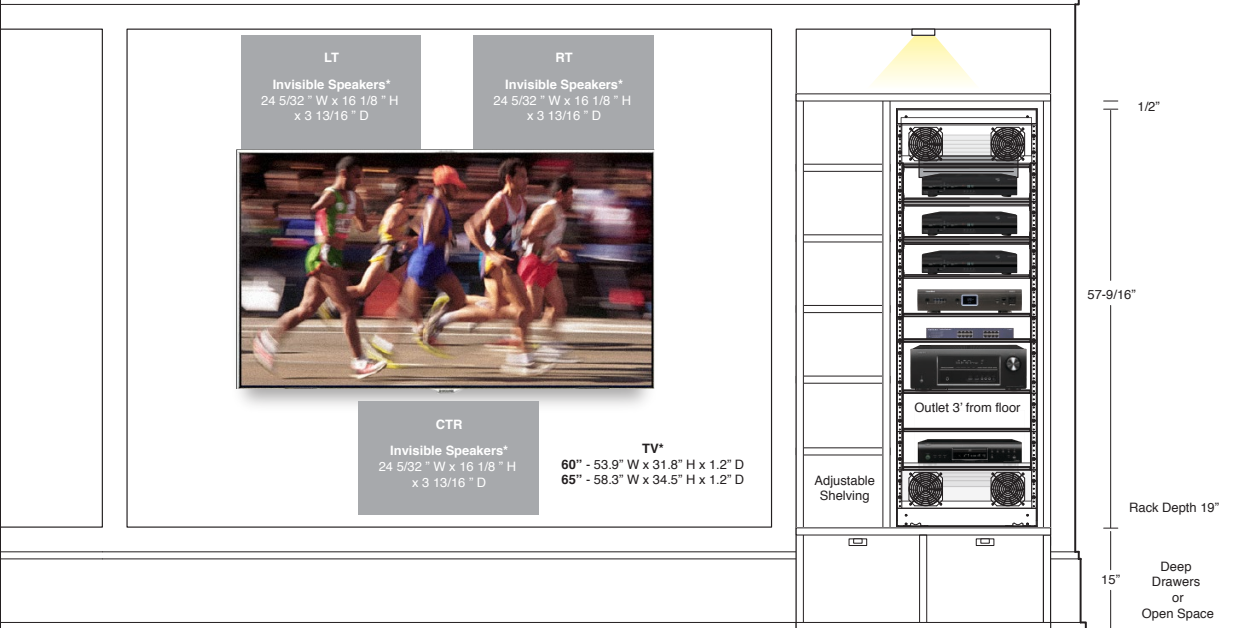 LT
Invisible Speakers*
24 5/32 ” W x 16 1/8 ” H
x 3 13/16 ” D
RT
Invisible Speakers*
24 5/32 ” W x 16 1/8 ” H
x 3 13/16 ” D
CTR
Invisible Speakers*
24 5/32 ” W x 16 1/8 ” H
x 3 13/16 ” D
TV*
60” - 53.9” W x 31.8” H x 1.2” D
65” - 58.3” W x 34.5” H x 1.2” D
Adjustable
Shelving
Outlet 3’ from floor
1/2”
57-9/16”
Rack Depth 19”
15”
Deep
Drawers
or
Open Space